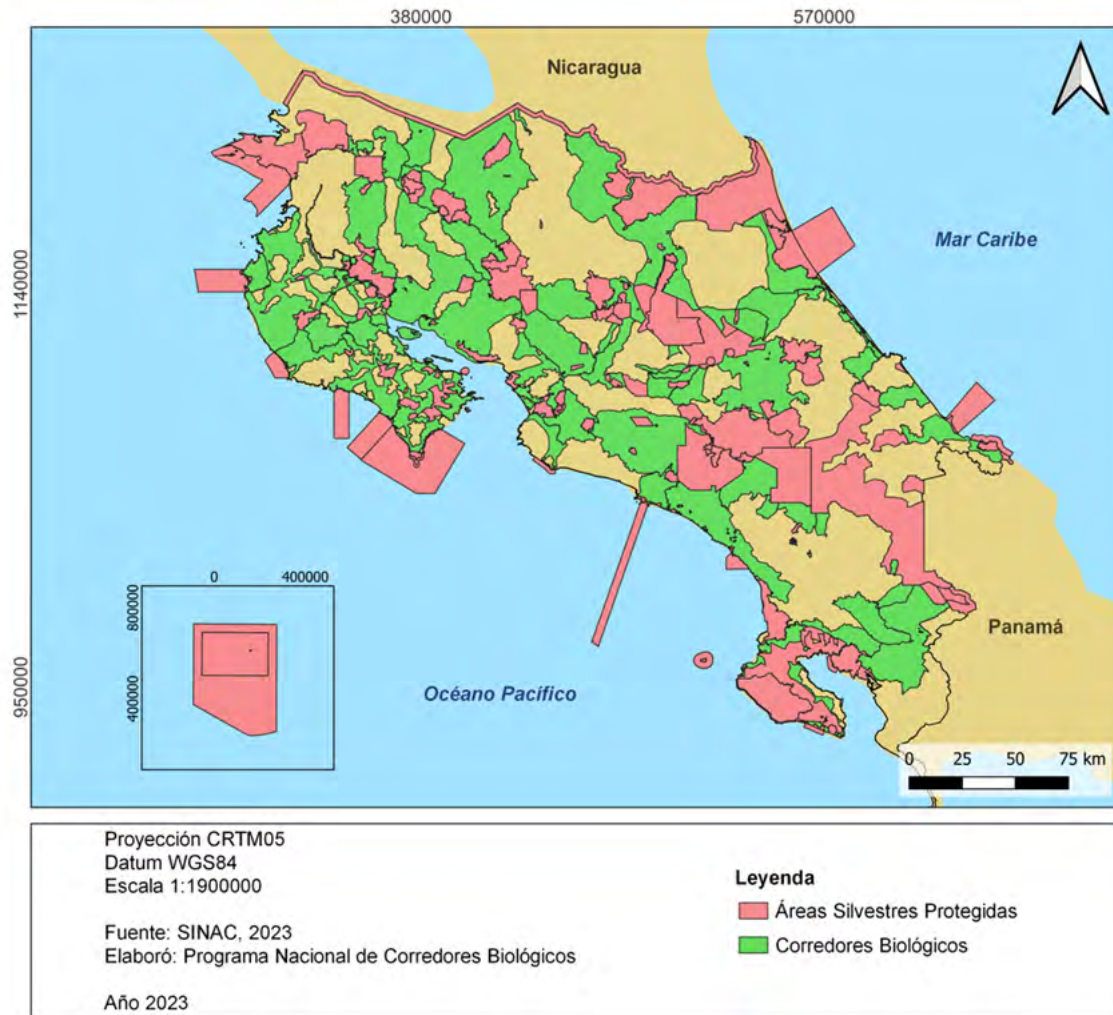 380000
570000
Nicaragua
Mar Caribe
1140000
0
400000
800000
400000
Panamá
950000
Océano Pacífico
0 25 50 75 km
Proyección CRTM05
Datum WGS84
Escala 1:1900000
Fuente: SINAC, 2023
Elaboró: Programa Nacional de Corredores Biológicos
Año 2023
Leyenda
Áreas Silvestres Protegidas
Corredores Biológicos